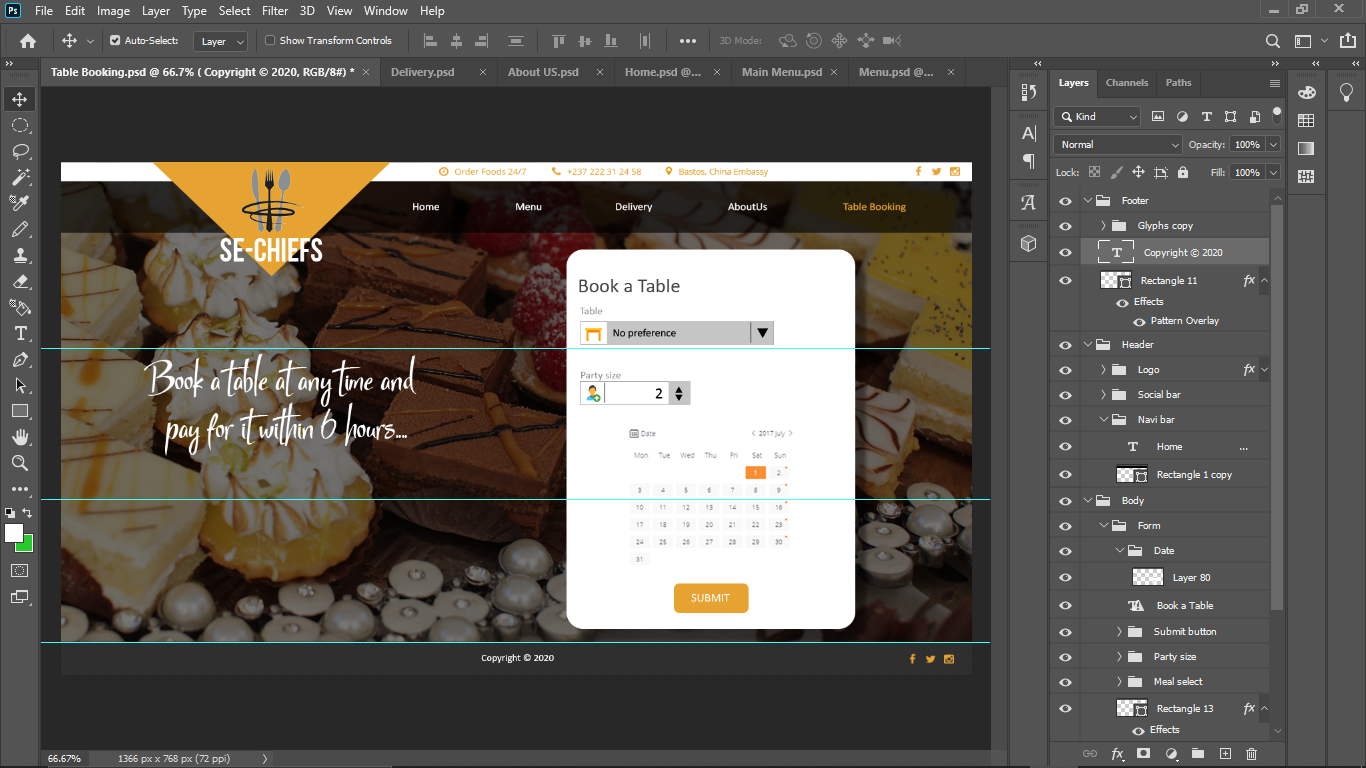 Ps File Edit Image Layer Type Select Filter 3D View Window Help
Auto-Select: Layer Show Transform Controls 3D Mode:
Table Booking.psd @ 66.7% ( Copyright © 2020, RGB/8#) * × Delivery.psd × About US.psd × Home.psd @... × Main Menu.psd × Menu.psd @... ×
Order Foods 24/7 +237 222 31 24 58 Bastos, China Embassy
Home Menu Delivery AboutUs Table Booking
SE-CHIEFS
Book a Table
Table
No preference
Book a table at any time and
pay for it within 6 hours...
Party size
2
Date 2017 july
Mon Tue Wed Thu Fri Sat Sun
1 2
3 4 5 6 7 8 9
10 11 12 13 14 15 16
17 18 19 20 21 22 23
24 25 26 27 28 29 30
31
SUBMIT
Copyright © 2020
66.67% 1366 px x 768 px (72 ppi)
Layers Channels Paths
Kind
Normal Opacity: 100%
Lock: Fill: 100%
Footer
Glyphs copy
Copyright © 2020
Rectangle 11 fx
Effects
Pattern Overlay
Header
Logo fx
Social bar
Navi bar
Home ...
Rectangle 1 copy
Body
Form
Date
Layer 80
Book a Table
Submit button
Party size
Meal select
Rectangle 13 fx
Effects
fx